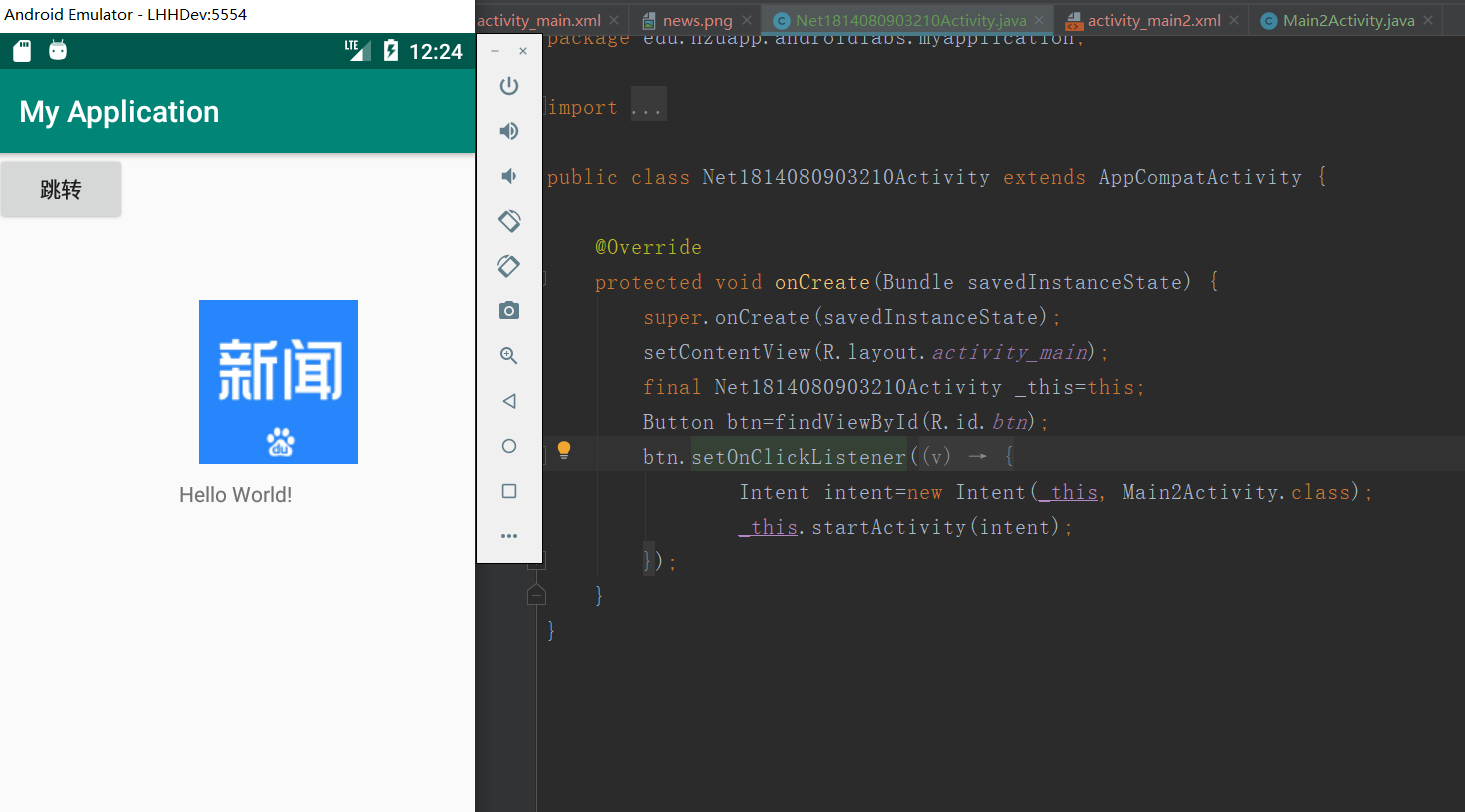 Android Emulator - LHHDev:5554
LTE 12:24
My Application
跳转
新闻
du
Hello World!
activity_main.xml news.png Net1814080903210Activity.java activity_main2.xml Main2Activity.java
package edu.hzuapp.androidlabs.myapplication;
import ...
public class Net1814080903210Activity extends AppCompatActivity {
@Override
protected void onCreate(Bundle savedInstanceState) {
super.onCreate(savedInstanceState);
setContentView(R.layout.activity_main);
final Net1814080903210Activity _this=this;
Button btn=findViewById(R.id.btn);
btn.setOnClickListener((v) → {
Intent intent=new Intent(_this, Main2Activity.class);
_this.startActivity(intent);
});
}
}